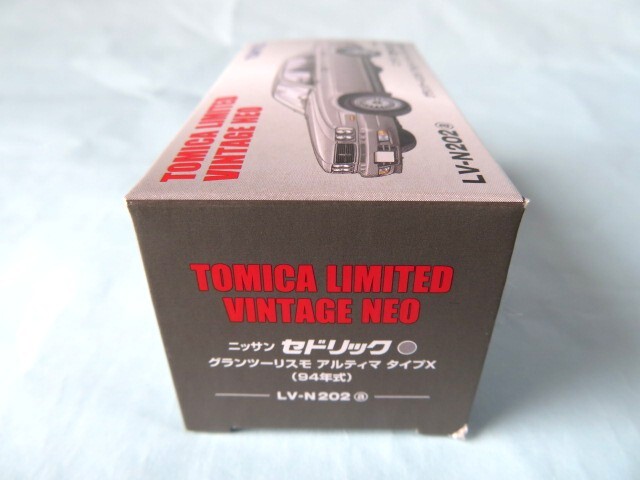 TOMICA LIMITED
VINTAGE NEO
LV-N202 a
TOMICA LIMITED
VINTAGE NEO
ニッサン セドリック
グランツーリスモ アルティマ タイプX
(94年式)
LV-N202 a